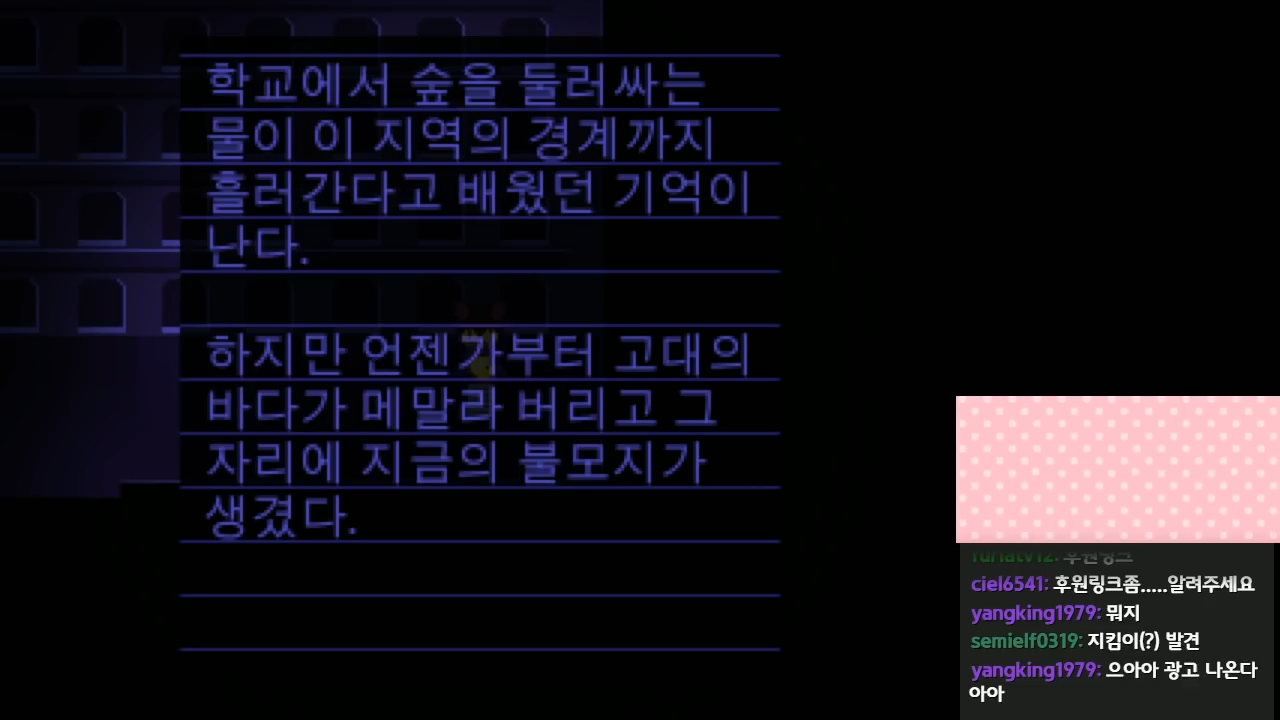 학교에서 숲을 둘러싸는
물이 이 지역의 경계까지
흘러간다고 배웠던 기억이
난다.
하지만 언젠가부터 고대의
바다가 메말라 버리고 그
자리에 지금의 불모지가
생겼다.
후원링크
ciel6541: 후원링크좀.....알려주세요
yangking1979: 뭐지
semielf0319: 지킴이(?) 발견
yangking1979: 으아아 광고 나온다
아아